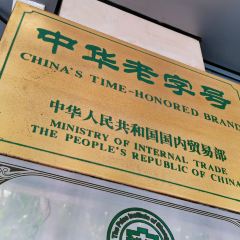 中华老字号
CHINA'S TIME-HONORED BRAND
中华人民共和国国内贸易部
MINISTRY OF INTERNAL TRADE
THE PEOPLE'S REPUBLIC OF CHINA